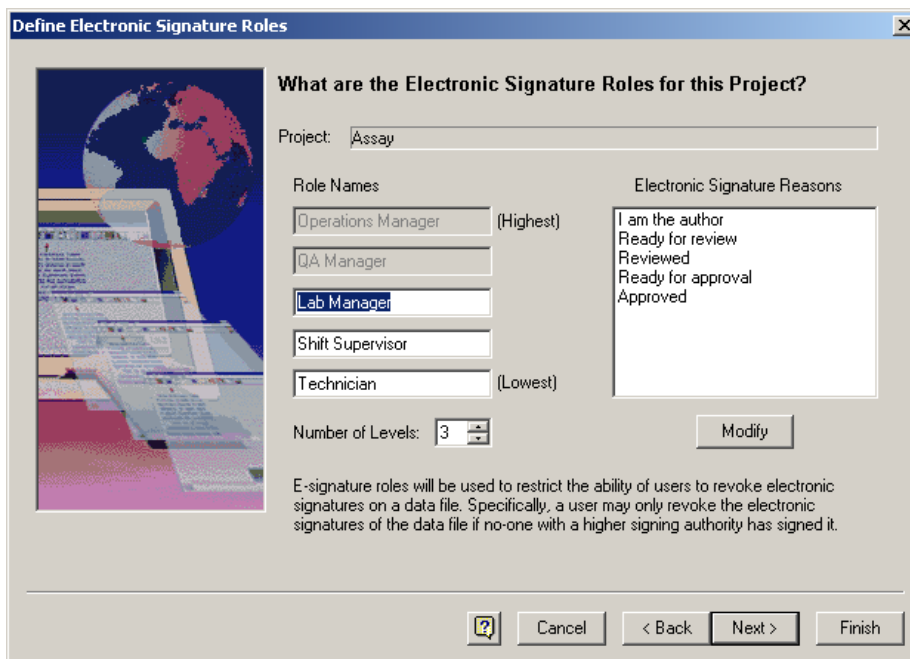 Define Electronic Signature Roles
What are the Electronic Signature Roles for this Project?
Project: Assay
Role Names
Operations Manager (Highest)
QA Manager
Lab Manager
Shift Supervisor
Technician (Lowest)
Number of Levels: 3
Electronic Signature Reasons
I am the author
Ready for review
Reviewed
Ready for approval
Approved
Modify
E-signature roles will be used to restrict the ability of users to revoke electronic
signatures on a data file. Specifically, a user may only revoke the electronic
signatures of the data file if no-one with a higher signing authority has signed it.
? Cancel < Back Next > Finish